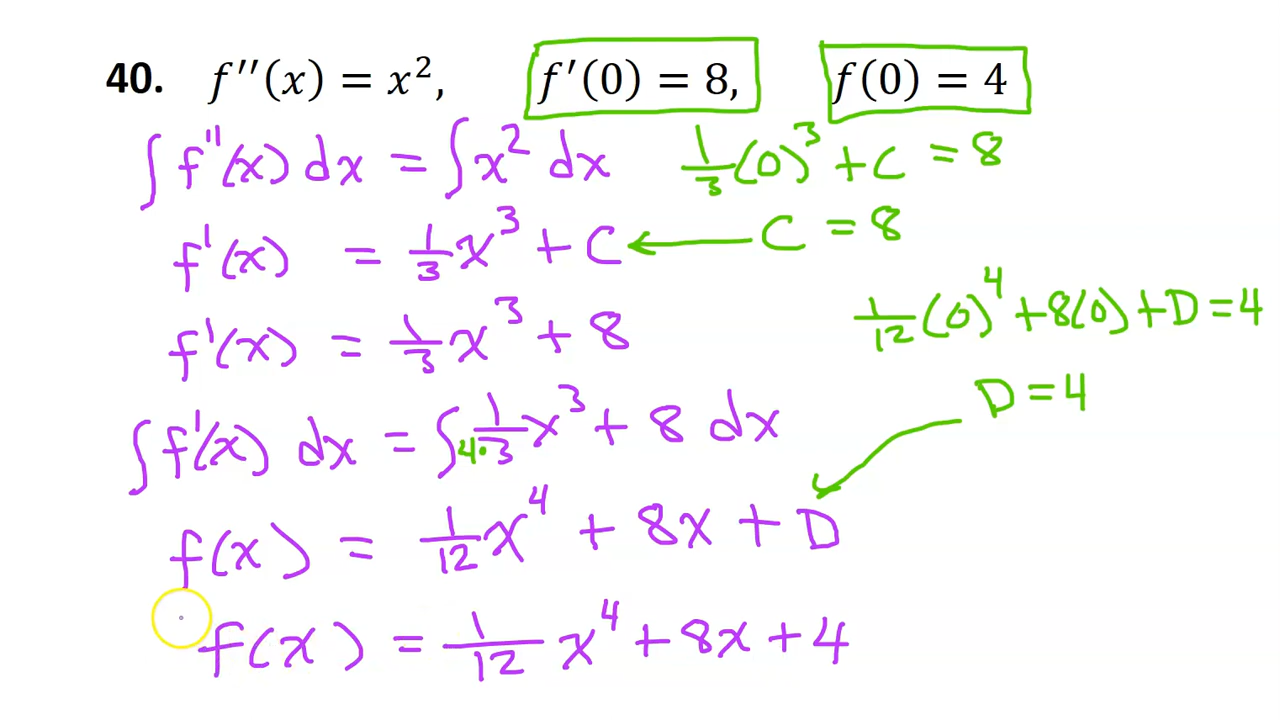 40. f''(x) = x², f'(0) = 8, f(0) = 4
∫ f''(x) dx = ∫ x² dx
1/3 (0)³ + C = 8
f'(x) = 1/3 x³ + C
C = 8
f'(x) = 1/3 x³ + 8
1/12 (0)⁴ + 8(0) + D = 4
D = 4
∫ f'(x) dx = ∫ 1/4·3 x³ + 8 dx
f(x) = 1/12 x⁴ + 8x + D
f(x) = 1/12 x⁴ + 8x + 4